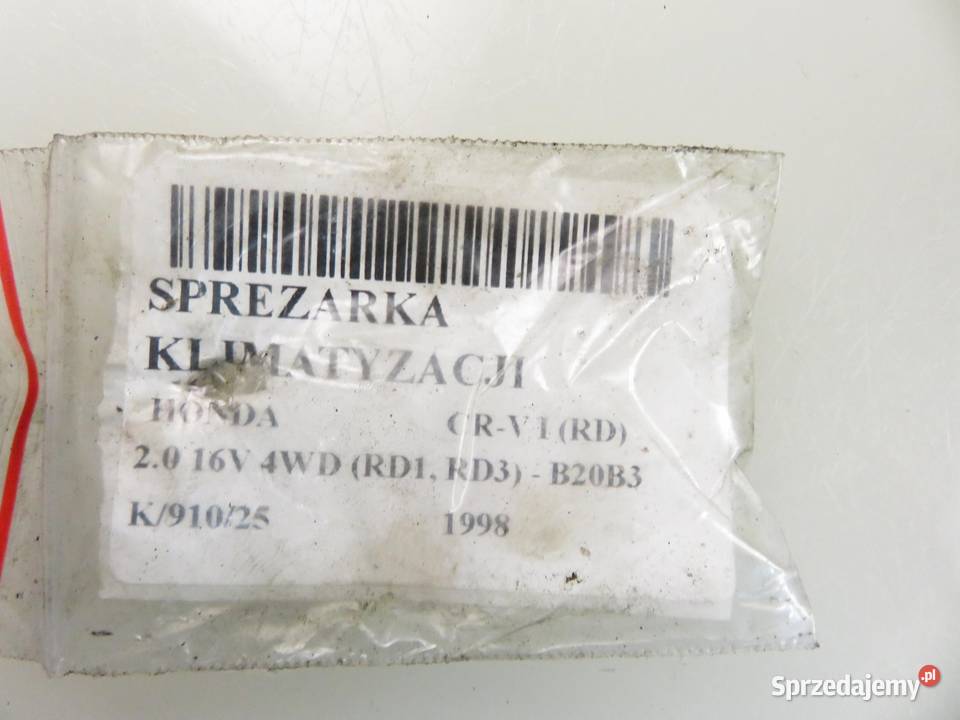 SPREZARKA
KLIMATYZACJI
HONDA CR-V I (RD)
2.0 16V 4WD (RD1, RD3) - B20B3
K/910/25 1998
Sprzedajemy.pl